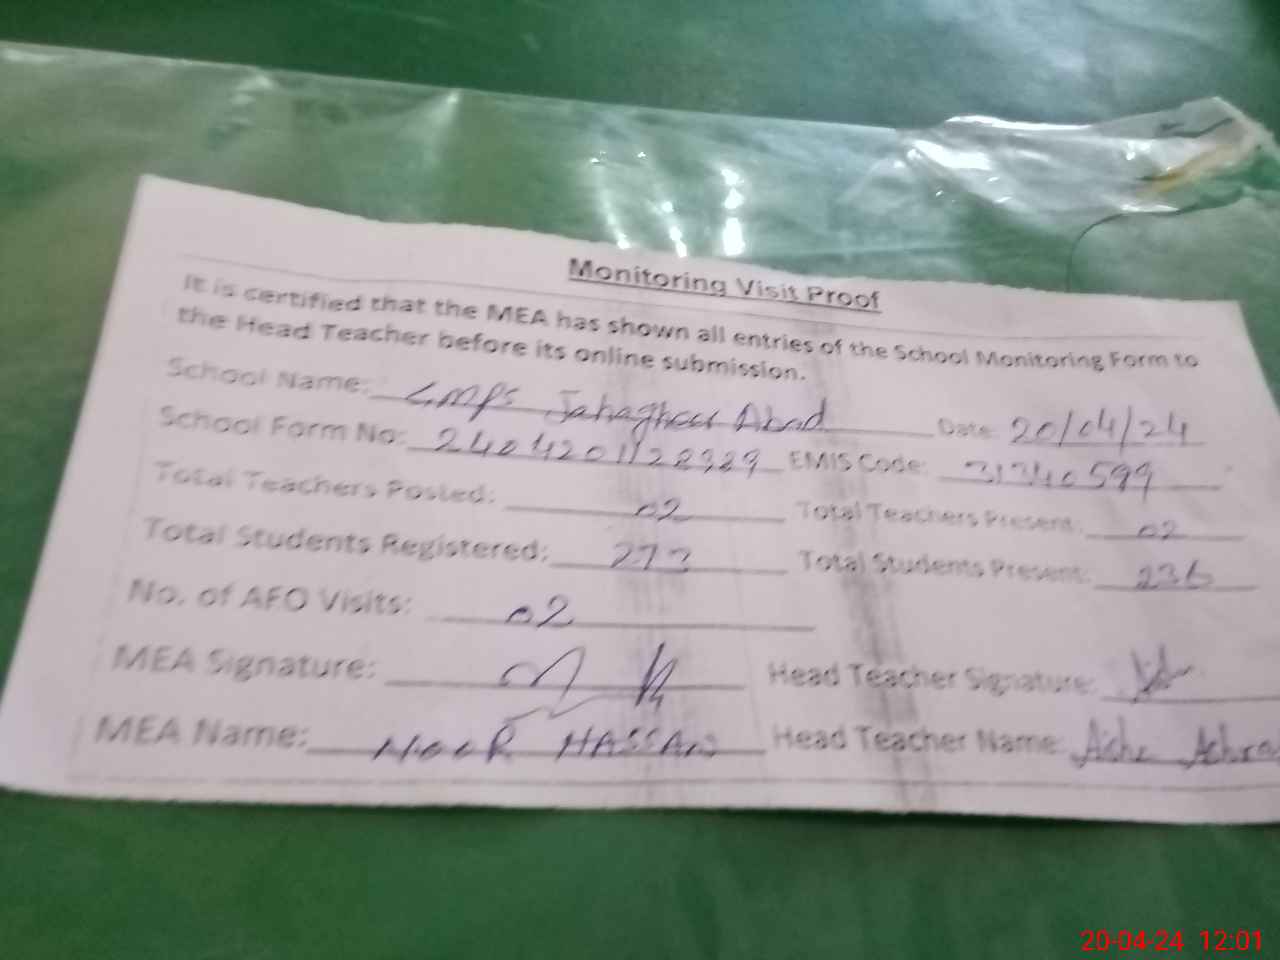 Monitoring Visit Proof
It is certified that the MEA has shown all entries of the School Monitoring Form to
the Head Teacher before its online submission.
School Name: GMPS Abad Date: 20/04/24
School Form No: EMIS Code: 31340599
Total Teachers Posted: 02 Total Teachers Present: 02
Total Students Registered: 273 Total Students Present: 236
No. of AEO Visits: 02
MEA Signature: Head Teacher Signature:
MEA Name: NOOR HASSAN Head Teacher Name:
20-04-24 12:01